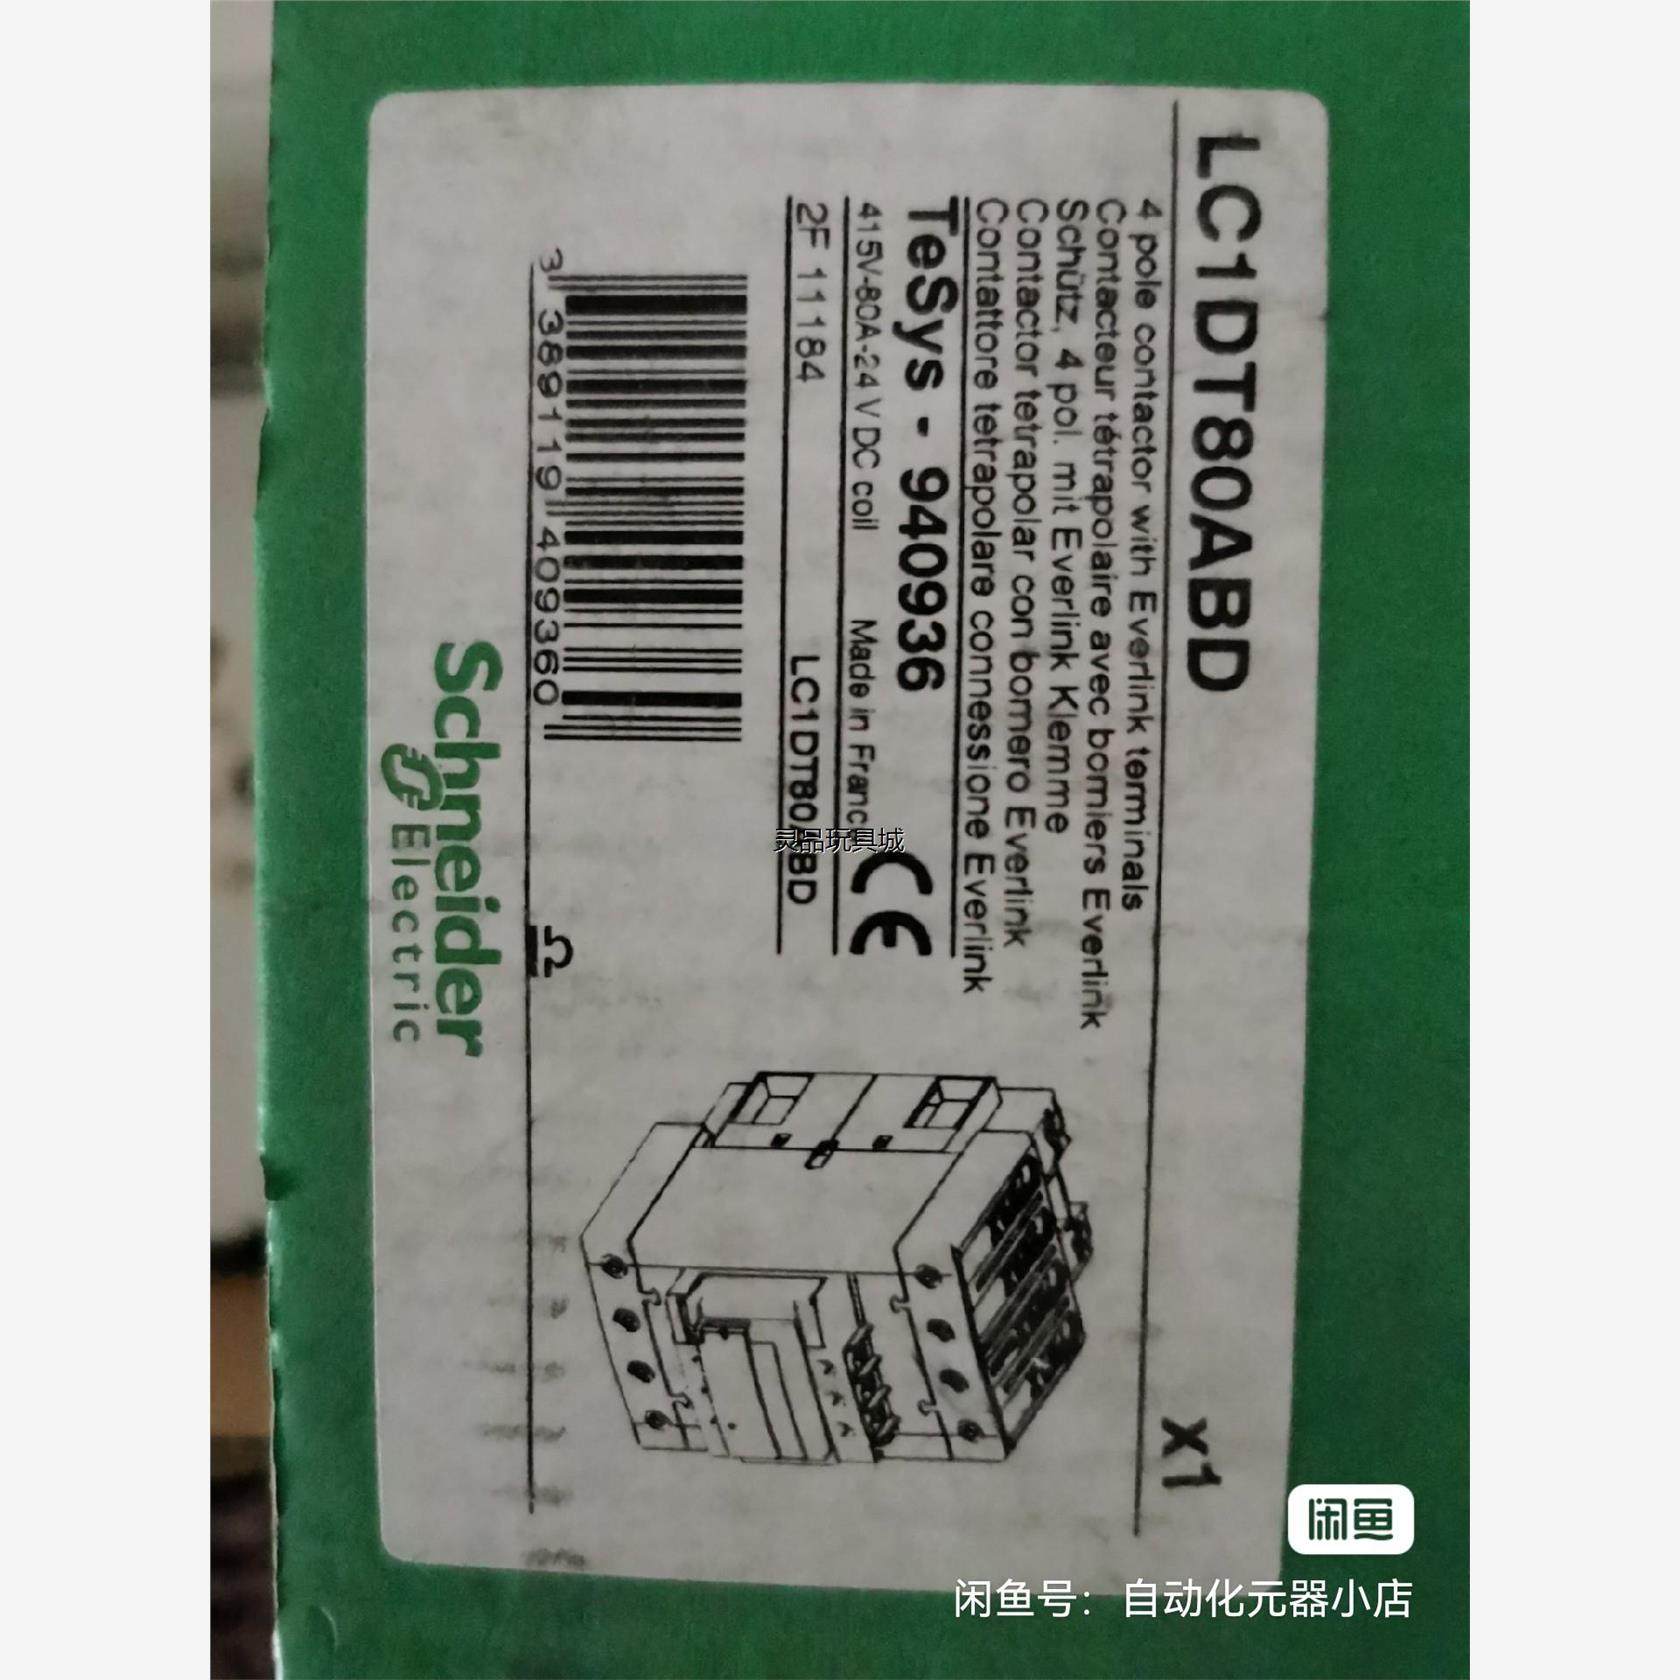 LC1DT80ABD
x1
4 pole contactor with Everlink terminals
Contacteur tétrapolaire avec borniers Everlink
Schütz, 4 pol. mit Everlink Klemme
Contactor tetrapolar con bornero Everlink
Contattore tetrapolare connessione Everlink
TeSys - 940936
415V-80A-24 V DC coil Made in France
CE
2F 11184 LC1DT80ABD
3 389119 409360
Schneider
Electric
灵品玩具城
闲鱼
闲鱼号：自动化元器小店